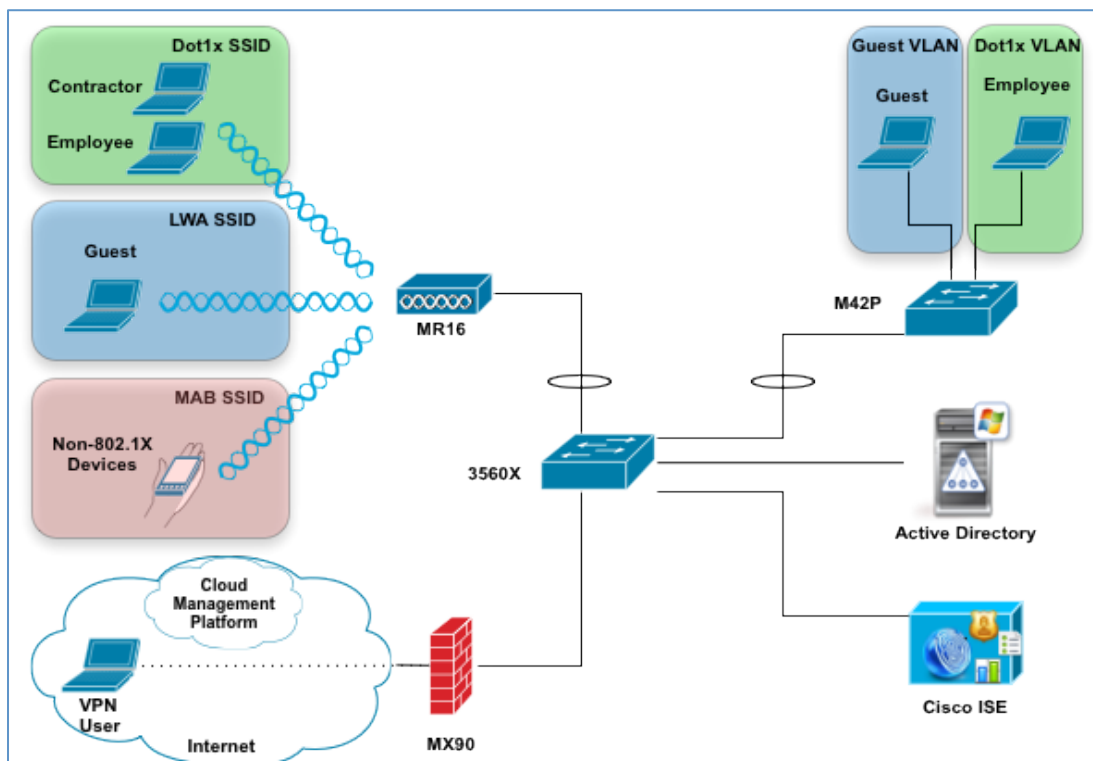 Dot1x SSID
Contractor
Employee
LWA SSID
Guest
MAB SSID
Non-802.1X
Devices
MR16
3560X
Guest VLAN
Guest
Dot1x VLAN
Employee
M42P
Active Directory
Cisco ISE
Cloud
Management
Platform
VPN
User
Internet
MX90